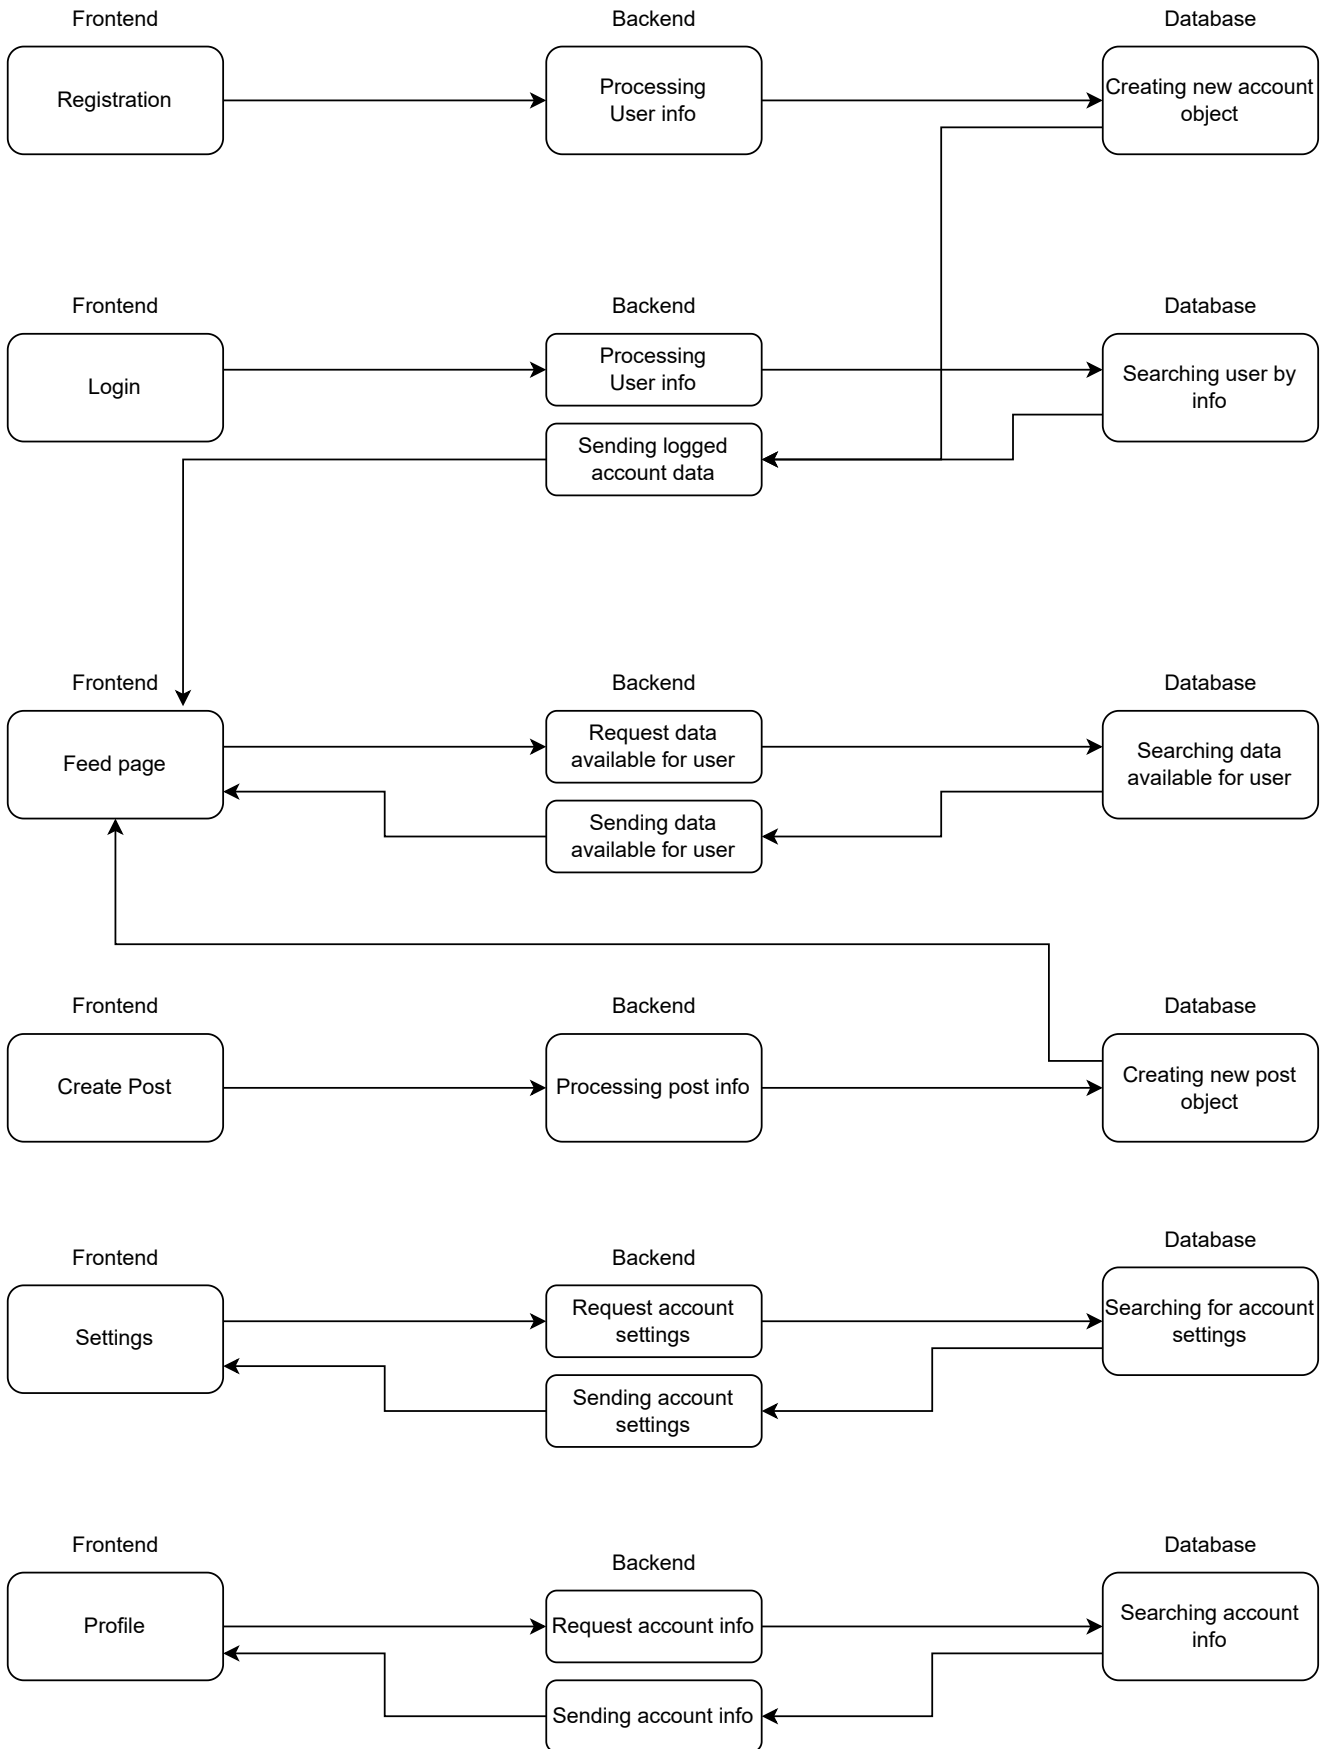 Frontend
Backend
Database
Registration
Processing
User info
Creating new account
object
Frontend
Backend
Database
Login
Processing
User info
Searching user by
info
Sending logged
account data
Frontend
Backend
Database
Feed page
Request data
available for user
Searching data
available for user
Sending data
available for user
Frontend
Backend
Database
Create Post
Processing post info
Creating new post
object
Frontend
Backend
Database
Settings
Request account
settings
Searching for account
settings
Sending account
settings
Frontend
Backend
Database
Profile
Request account info
Searching account
info
Sending account info